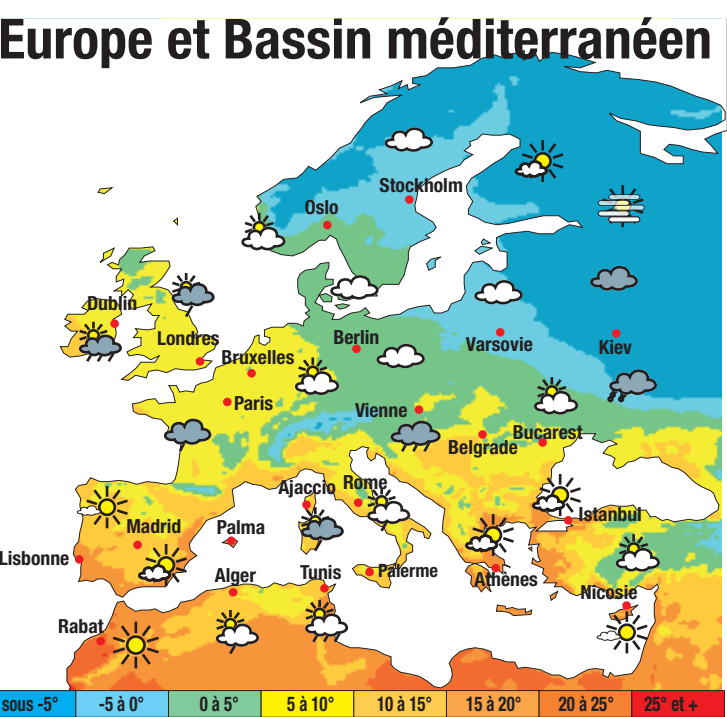 Europe et Bassin méditerranéen
Stockholm
Oslo
Dublin
Londres
Bruxelles
Berlin
Varsovie
Kiev
Paris
Vienne
Belgrade
Bucarest
Ajaccio
Rome
Madrid
Palma
Istanbul
Lisbonne
Alger
Tunis
Palerme
Athènes
Nicosie
Rabat
sous -5°
-5 à 0°
0 à 5°
5 à 10°
10 à 15°
15 à 20°
20 à 25°
25° et +